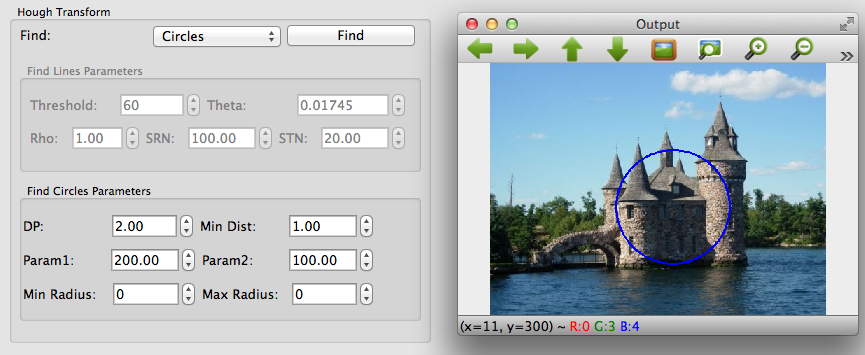 Hough Transform
Find: Circles Find
Find Lines Parameters
Threshold: 60 Theta: 0.01745
Rho: 1.00 SRN: 100.00 STN: 20.00
Find Circles Parameters
DP: 2.00 Min Dist: 1.00
Param1: 200.00 Param2: 100.00
Min Radius: 0 Max Radius: 0
Output
(x=11, y=300) ~ R:0 G:3 B:4